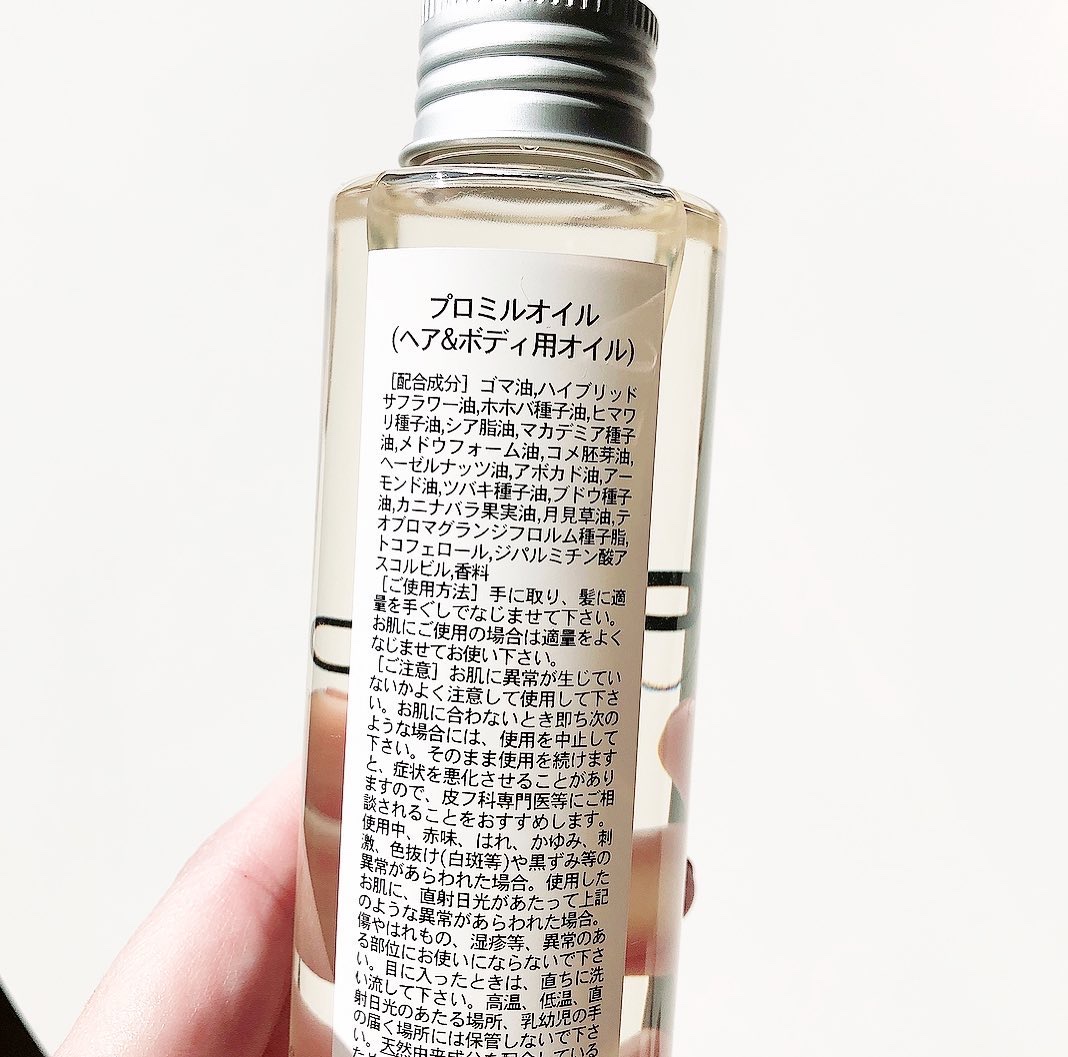 プロミルオイル
(ヘア&ボディ用オイル)
［配合成分］ゴマ油,ハイブリッド
サフラワー油,ホホバ種子油,ヒマワ
リ種子油,シア脂油,マカデミア種子
油,メドウフォーム油,コメ胚芽油,
ヘーゼルナッツ油,アボカド油,アー
モンド油,ツバキ種子油,ブドウ種子
油,カニナバラ果実油,月見草油,テ
オブロマグランジフロルム種子脂,
トコフェロール,ジパルミチン酸ア
スコルビル,香料
［ご使用方法］手に取り、髪に適
量を手ぐしでなじませて下さい。
お肌にご使用の場合は適量をよく
なじませてお使い下さい。
［ご注意］お肌に異常が生じてい
ないかよく注意して使用して下さ
い。お肌に合わないとき即ち次の
ような場合には、使用を中止して
下さい。そのまま使用を続けます
と、症状を悪化させることがあり
ますので、皮フ科専門医等にご相
談されることをおすすめします。
使用中、赤味、はれ、かゆみ、刺
激、色抜け(白斑等)や黒ずみ等の
異常があらわれた場合。使用した
お肌に、直射日光があたって上記
のような異常があらわれた場合。
傷やはれもの、湿疹等、異常のあ
る部位にお使いにならないで下さ
い。目に入ったときは、直ちに洗
い流して下さい。高温、低温、直
射日光のあたる場所、乳幼児の手
の届く場所には保管しないで下さ
い。天然由来成分を配合している